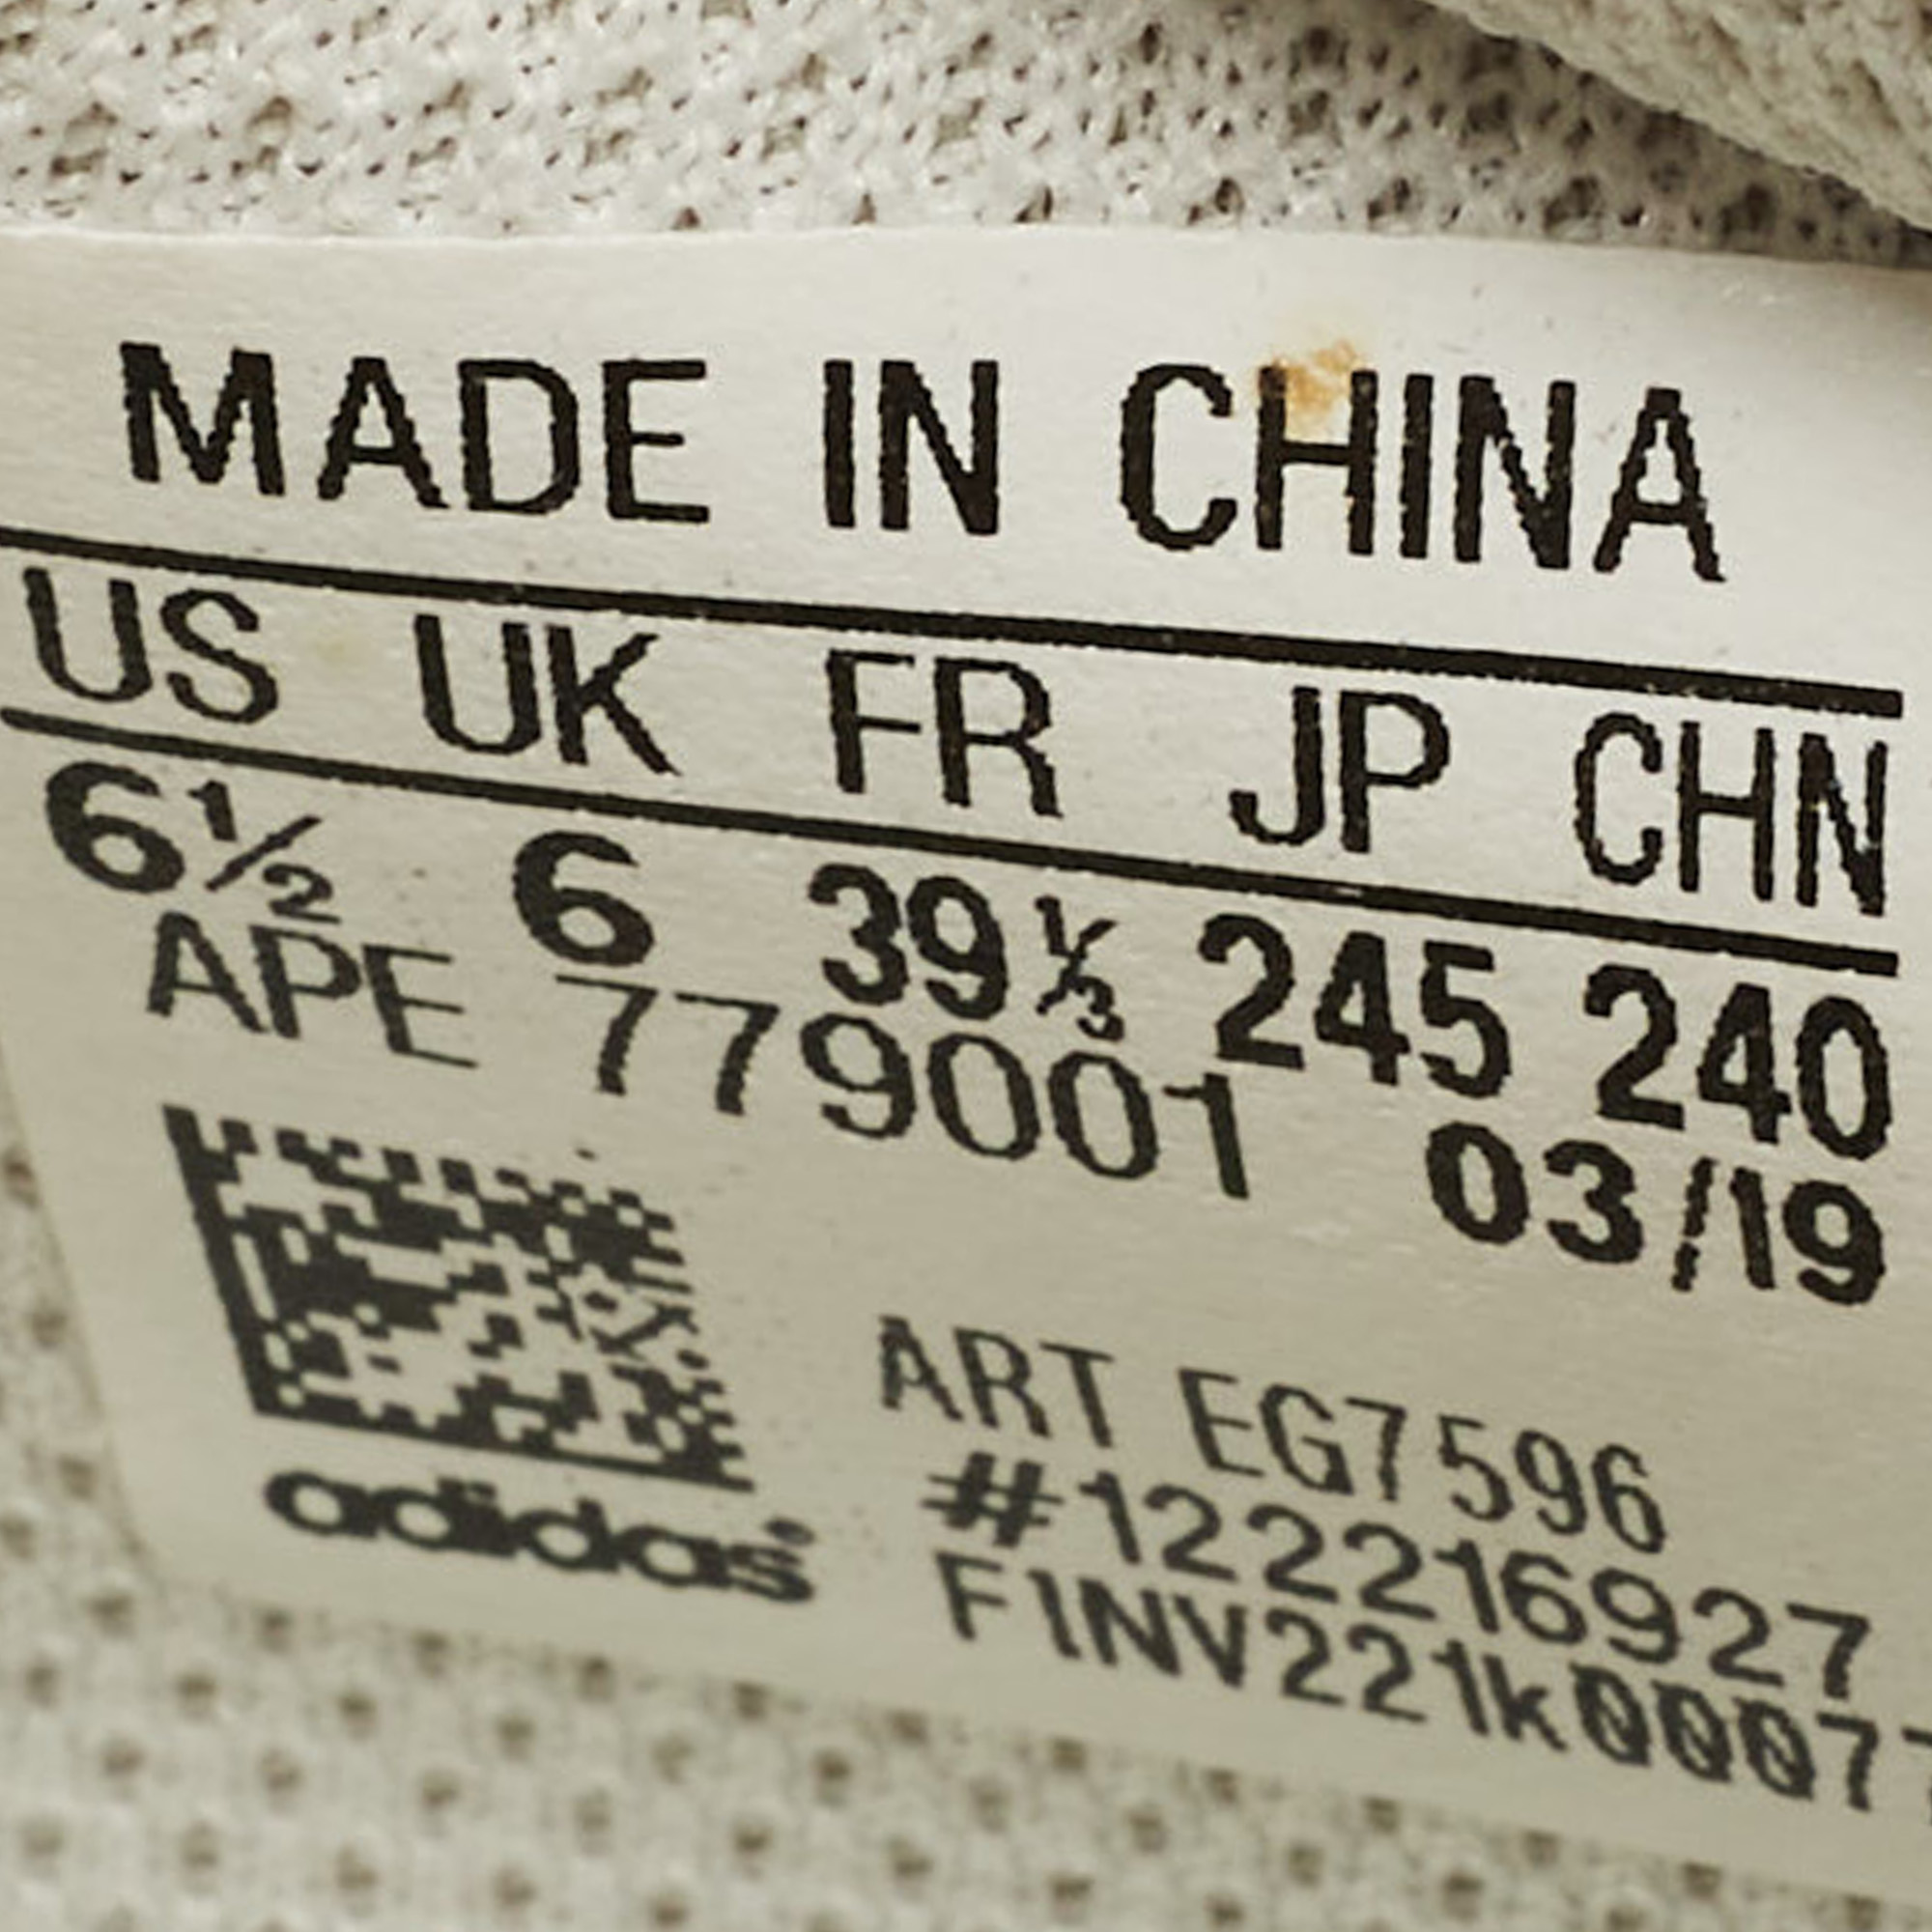 MADE IN CHINA
US UK FR JP CHN
6½ 6 39⅓ 245 240
APE 779001 03/19
ART EG7596
#122216927
adidas
F1NV221k0007